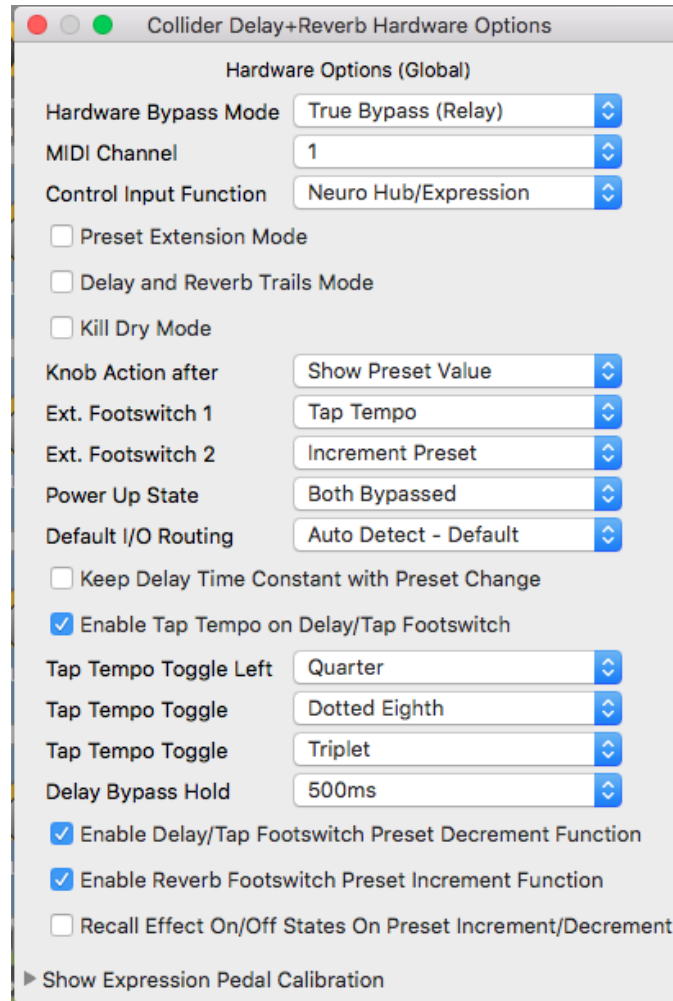 Collider Delay+Reverb Hardware Options
Hardware Options (Global)
Hardware Bypass Mode True Bypass (Relay)
MIDI Channel 1
Control Input Function Neuro Hub/Expression
Preset Extension Mode
Delay and Reverb Trails Mode
Kill Dry Mode
Knob Action after Show Preset Value
Ext. Footswitch 1 Tap Tempo
Ext. Footswitch 2 Increment Preset
Power Up State Both Bypassed
Default I/O Routing Auto Detect - Default
Keep Delay Time Constant with Preset Change
Enable Tap Tempo on Delay/Tap Footswitch
Tap Tempo Toggle Left Quarter
Tap Tempo Toggle Dotted Eighth
Tap Tempo Toggle Triplet
Delay Bypass Hold 500ms
Enable Delay/Tap Footswitch Preset Decrement Function
Enable Reverb Footswitch Preset Increment Function
Recall Effect On/Off States On Preset Increment/Decrement
Show Expression Pedal Calibration